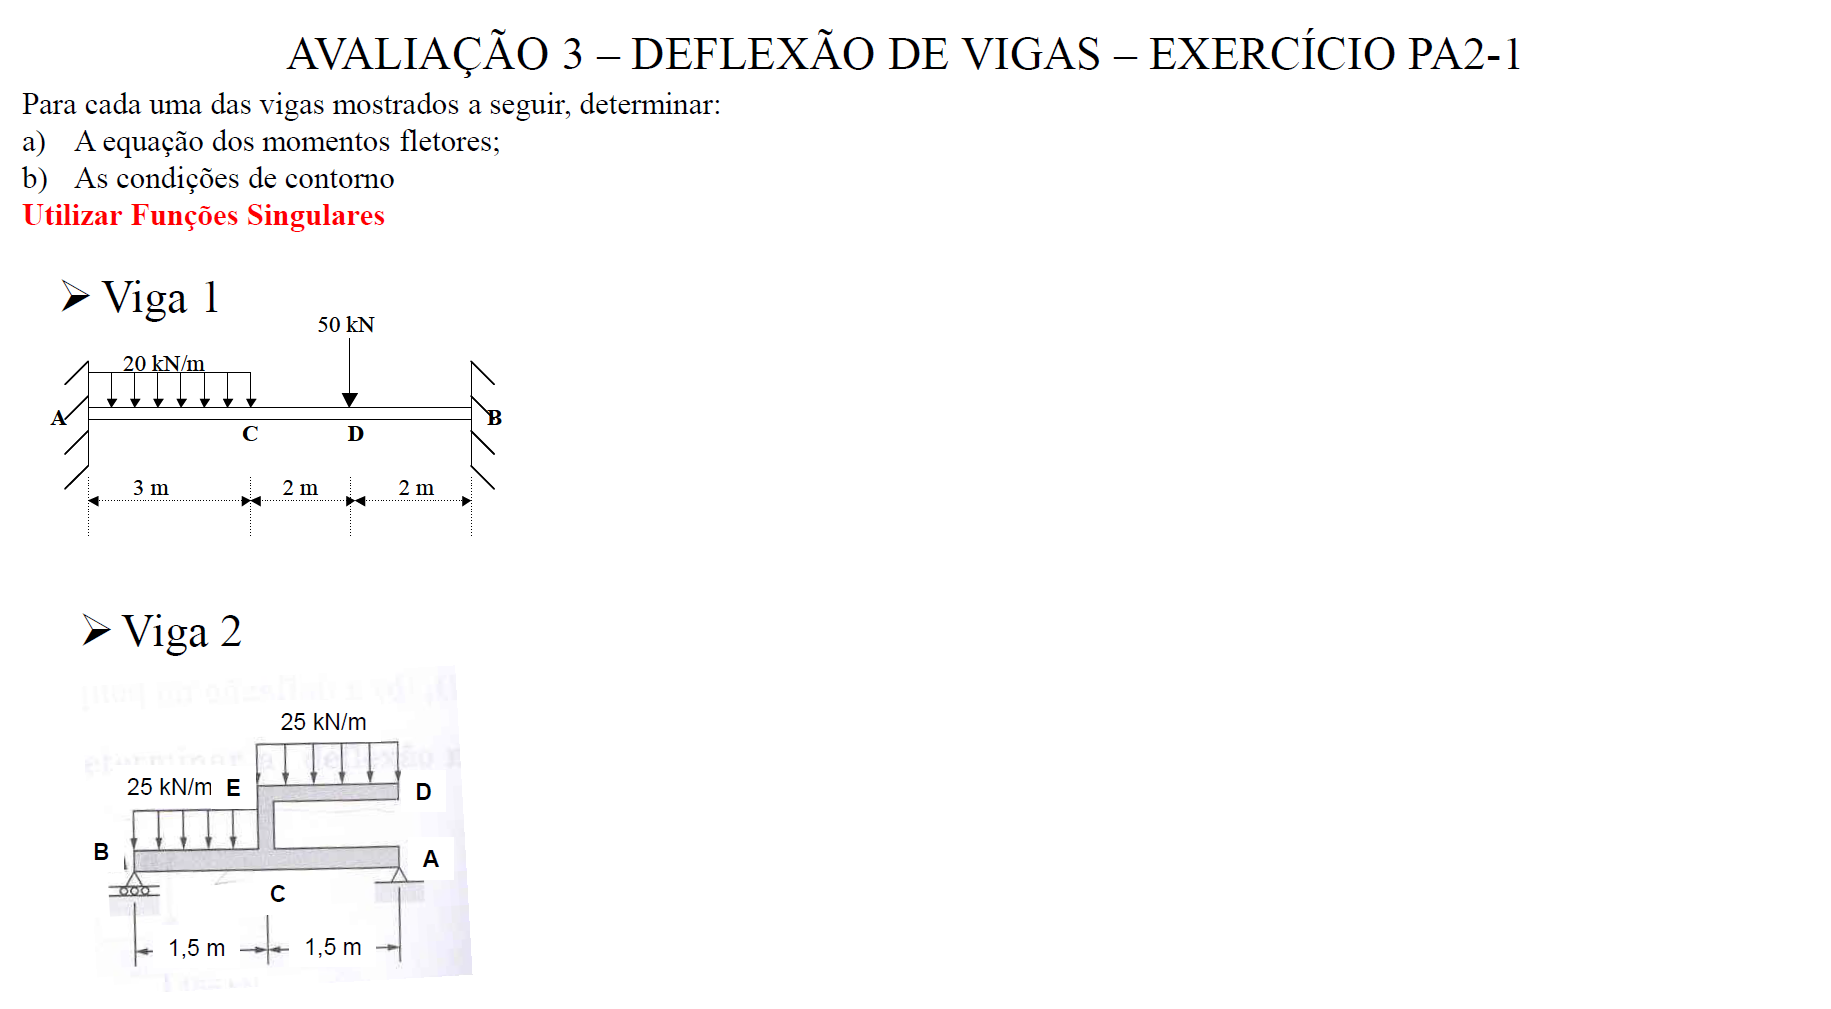 AVALIAÇÃO 3 – DEFLEXÃO DE VIGAS – EXERCÍCIO PA2-1
Para cada uma das vigas mostrados a seguir, determinar:
a) A equação dos momentos fletores;
b) As condições de contorno
Utilizar Funções Singulares
➢ Viga 1
50 kN
20 kN/m
A
B
C
D
3 m
2 m
2 m
➢ Viga 2
25 kN/m
25 kN/m E
D
B
A
C
1,5 m
1,5 m